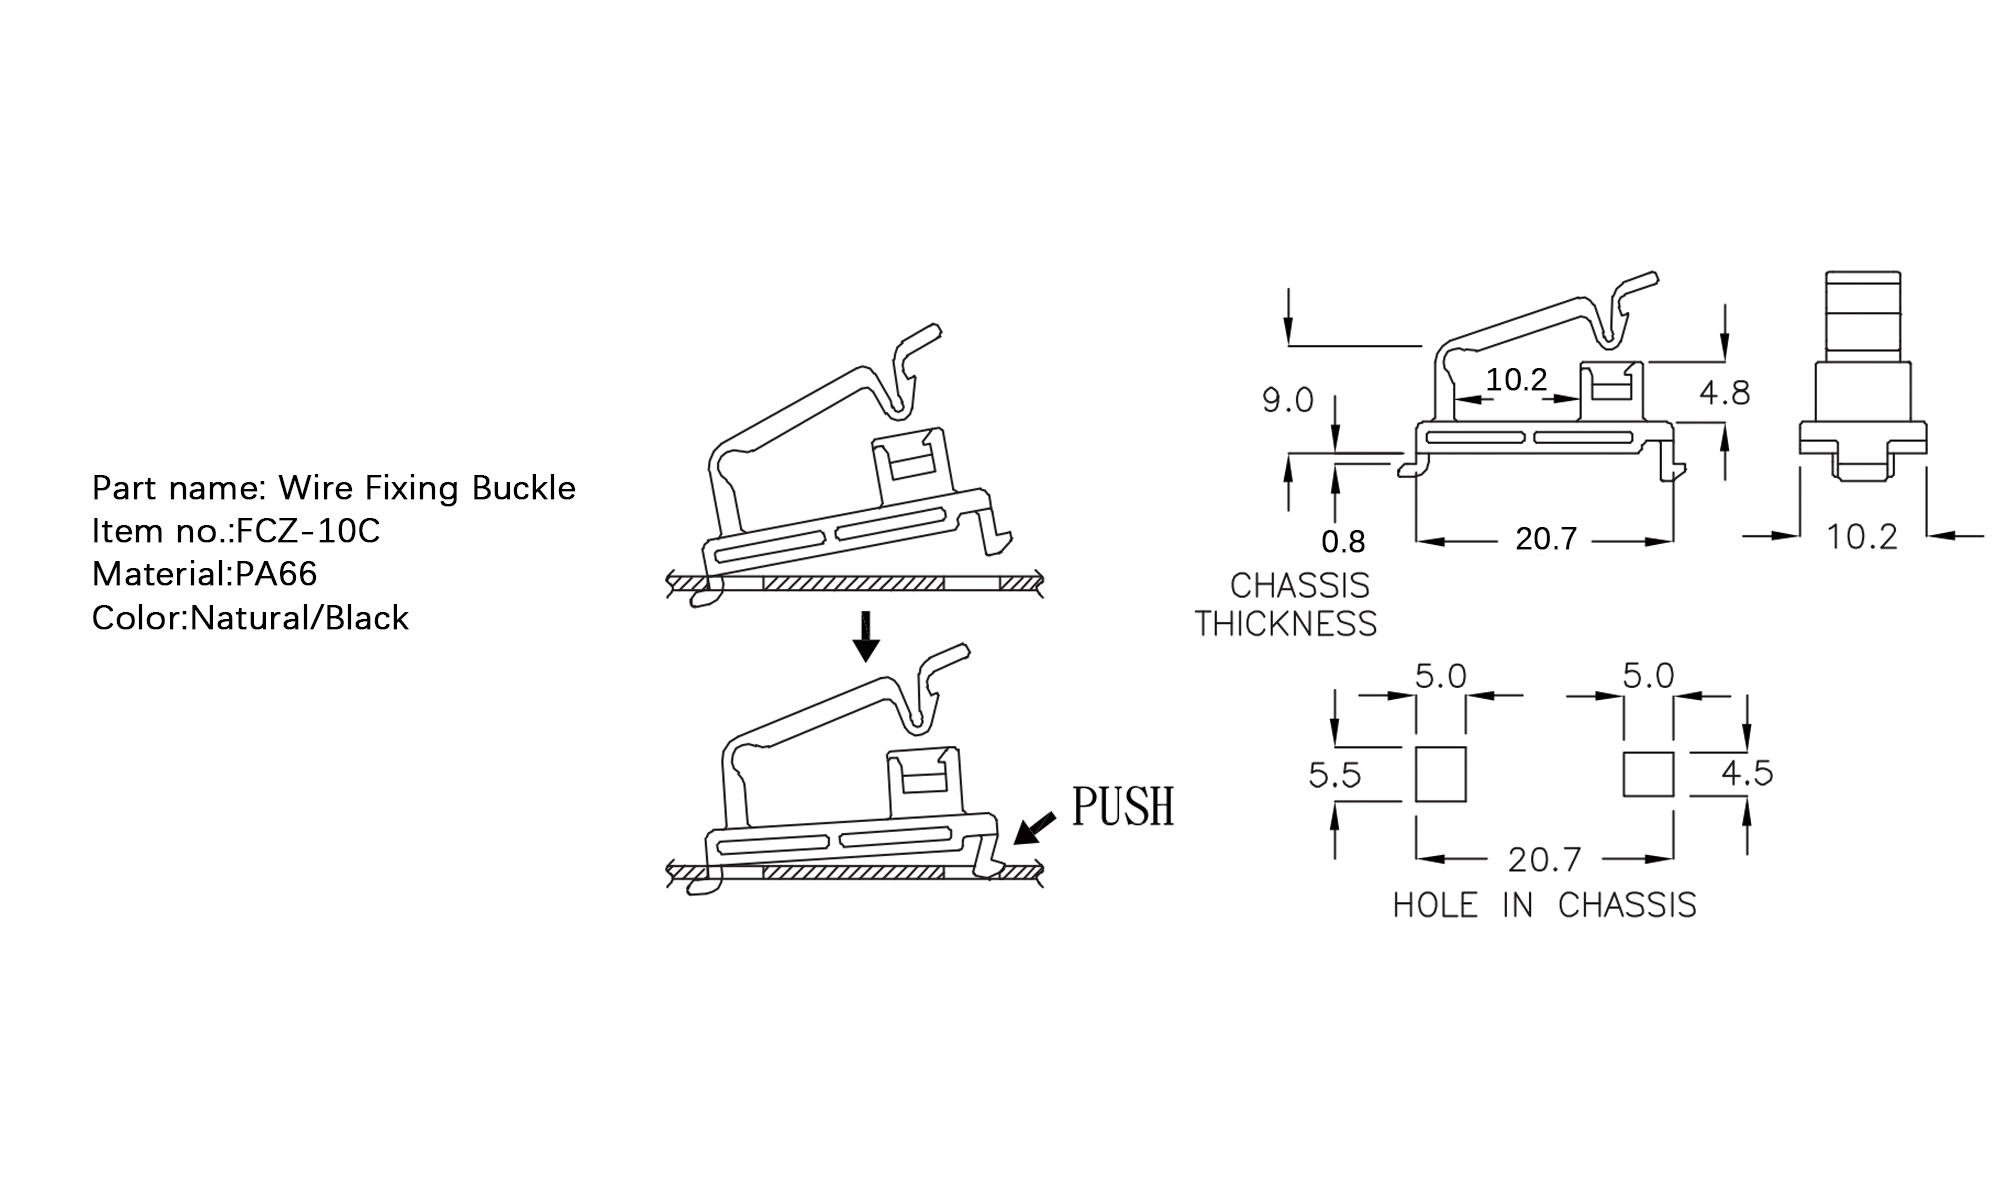 Part name: Wire Fixing Buckle
Item no.:FCZ-10C
Material:PA66
Color:Natural/Black
PUSH
10.2
9.0
4.8
0.8
20.7
10.2
CHASSIS
THICKNESS
5.0
5.0
5.5
4.5
20.7
HOLE IN CHASSIS